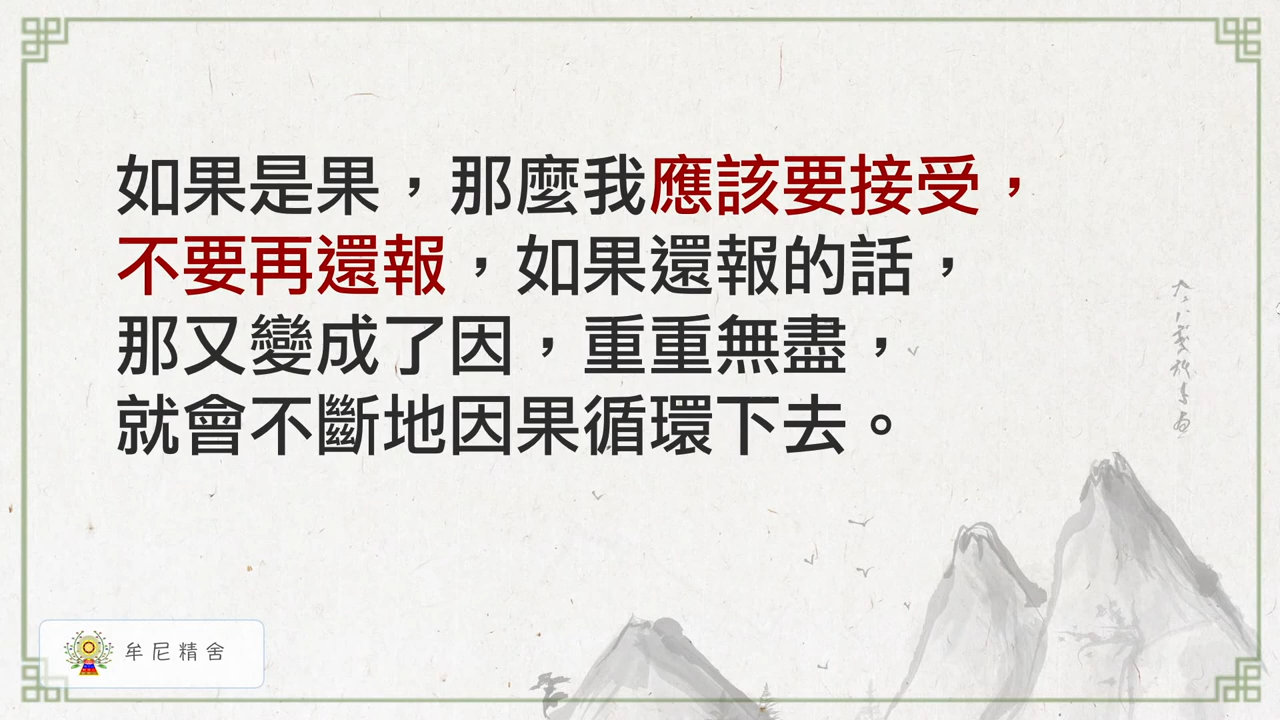 如果是果，那麼我應該要接受，
不要再還報，如果還報的話，
那又變成了因，重重無盡，
就會不斷地因果循環下去。
牟尼精舍